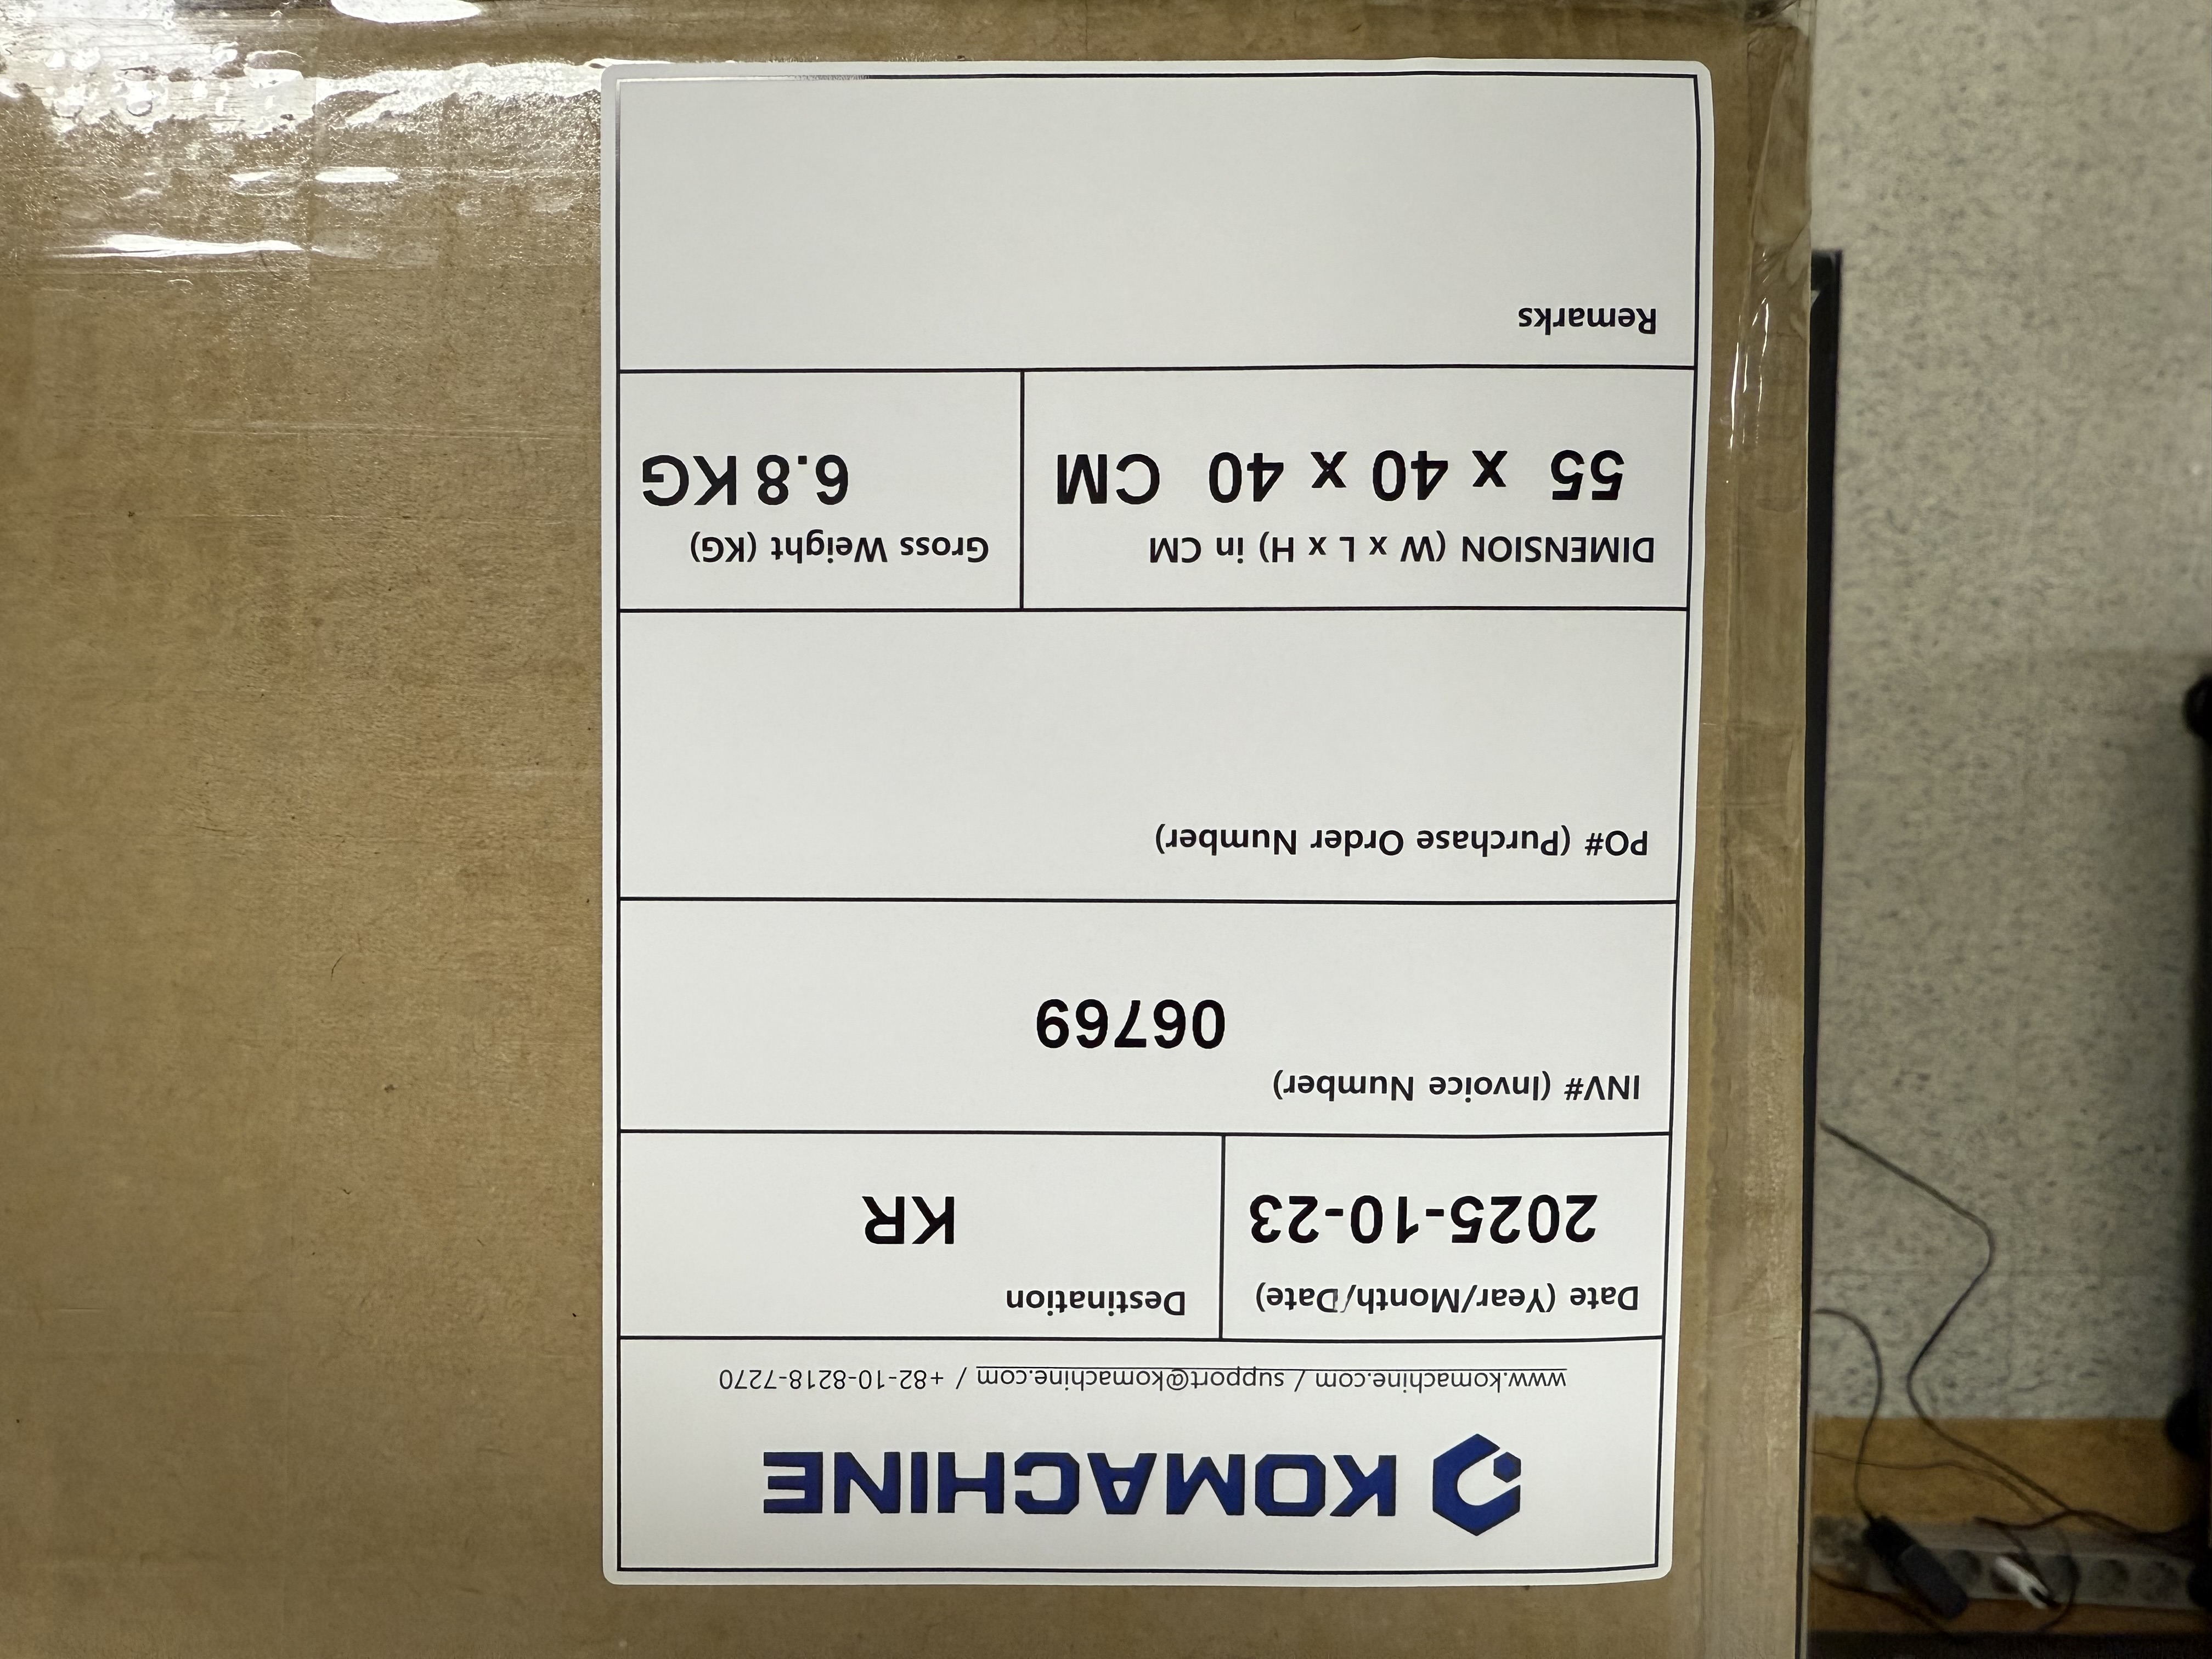 KOMACHINE
www.komachine.com / support@komachine.com / +82-10-8218-7270
Date (Year/Month/Date)
Destination
2025-10-23
KR
INV# (Invoice Number)
06769
PO# (Purchase Order Number)
DIMENSION (W x L x H) in CM
Gross Weight (KG)
55 x 40 x 40 CM
6.8 KG
Remarks